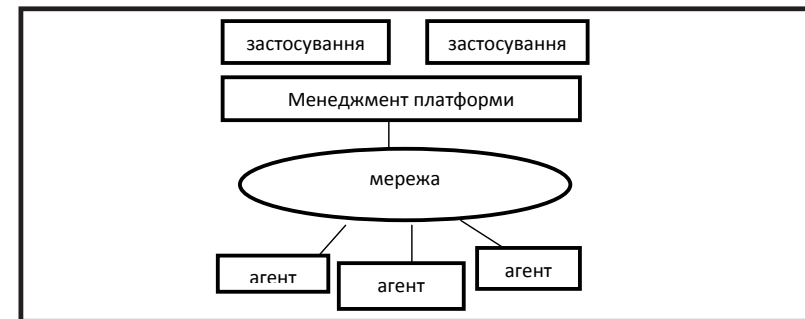 застосування застосування
Менеджмент платформи
мережа
агент агент агент